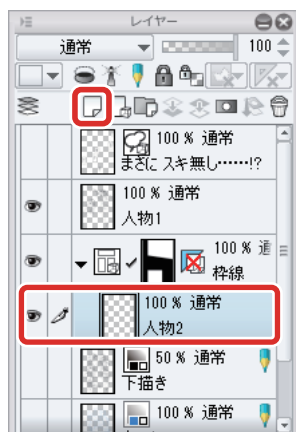 レイヤー
通常
100
100 % 通常
まさに スキ無し……!?
100 % 通常
人物1
100 % 通
枠線
100 % 通常
人物2
50 % 通常
下描き
100 % 通常